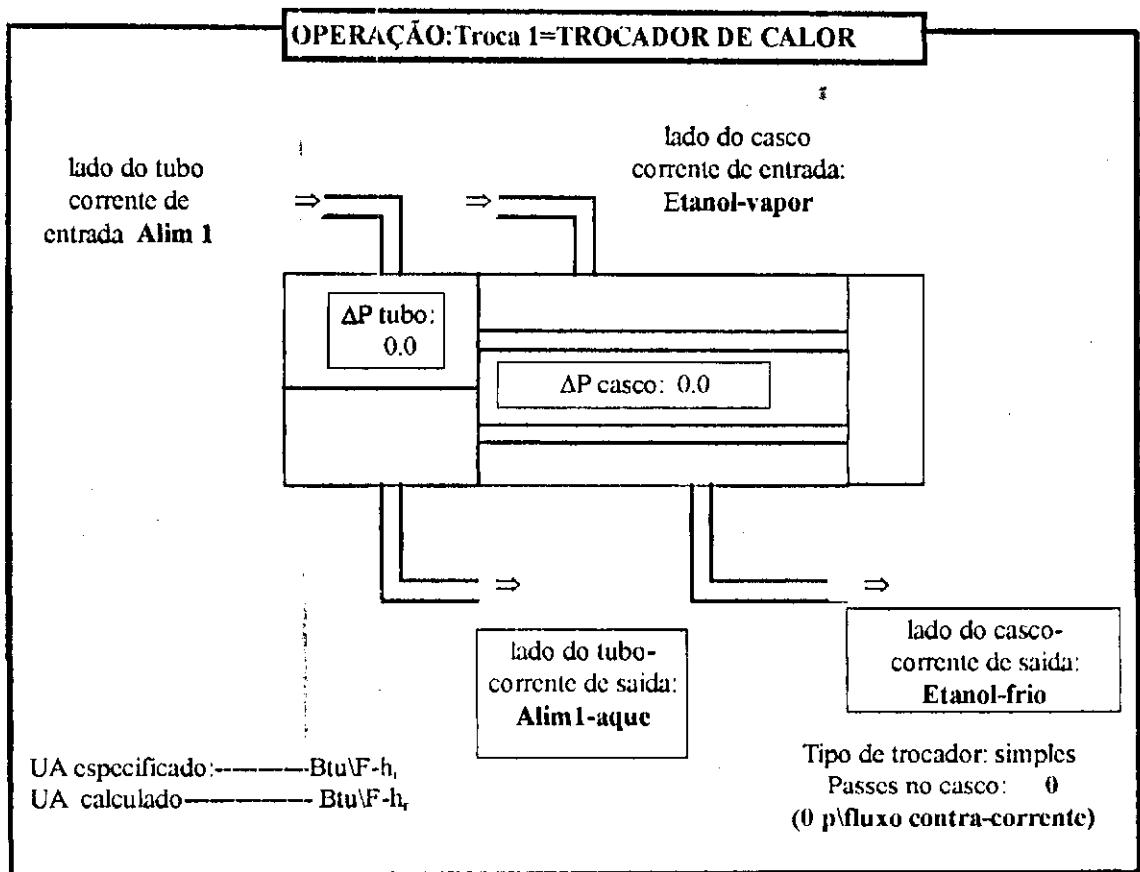 OPERAÇÃO:Troca 1=TROCADOR DE CALOR
lado do tubo
corrente de
entrada Alim 1
lado do casco
corrente de entrada:
Etanol-vapor
ΔP tubo:
0.0
ΔP casco: 0.0
lado do tubo-
corrente de saida:
Alim1-aque
lado do casco-
corrente de saida:
Etanol-frio
UA especificado:----------Btu\F-hr
UA calculado-------------- Btu\F-hr
Tipo de trocador: simples
Passes no casco: 0
(0 p\fluxo contra-corrente)